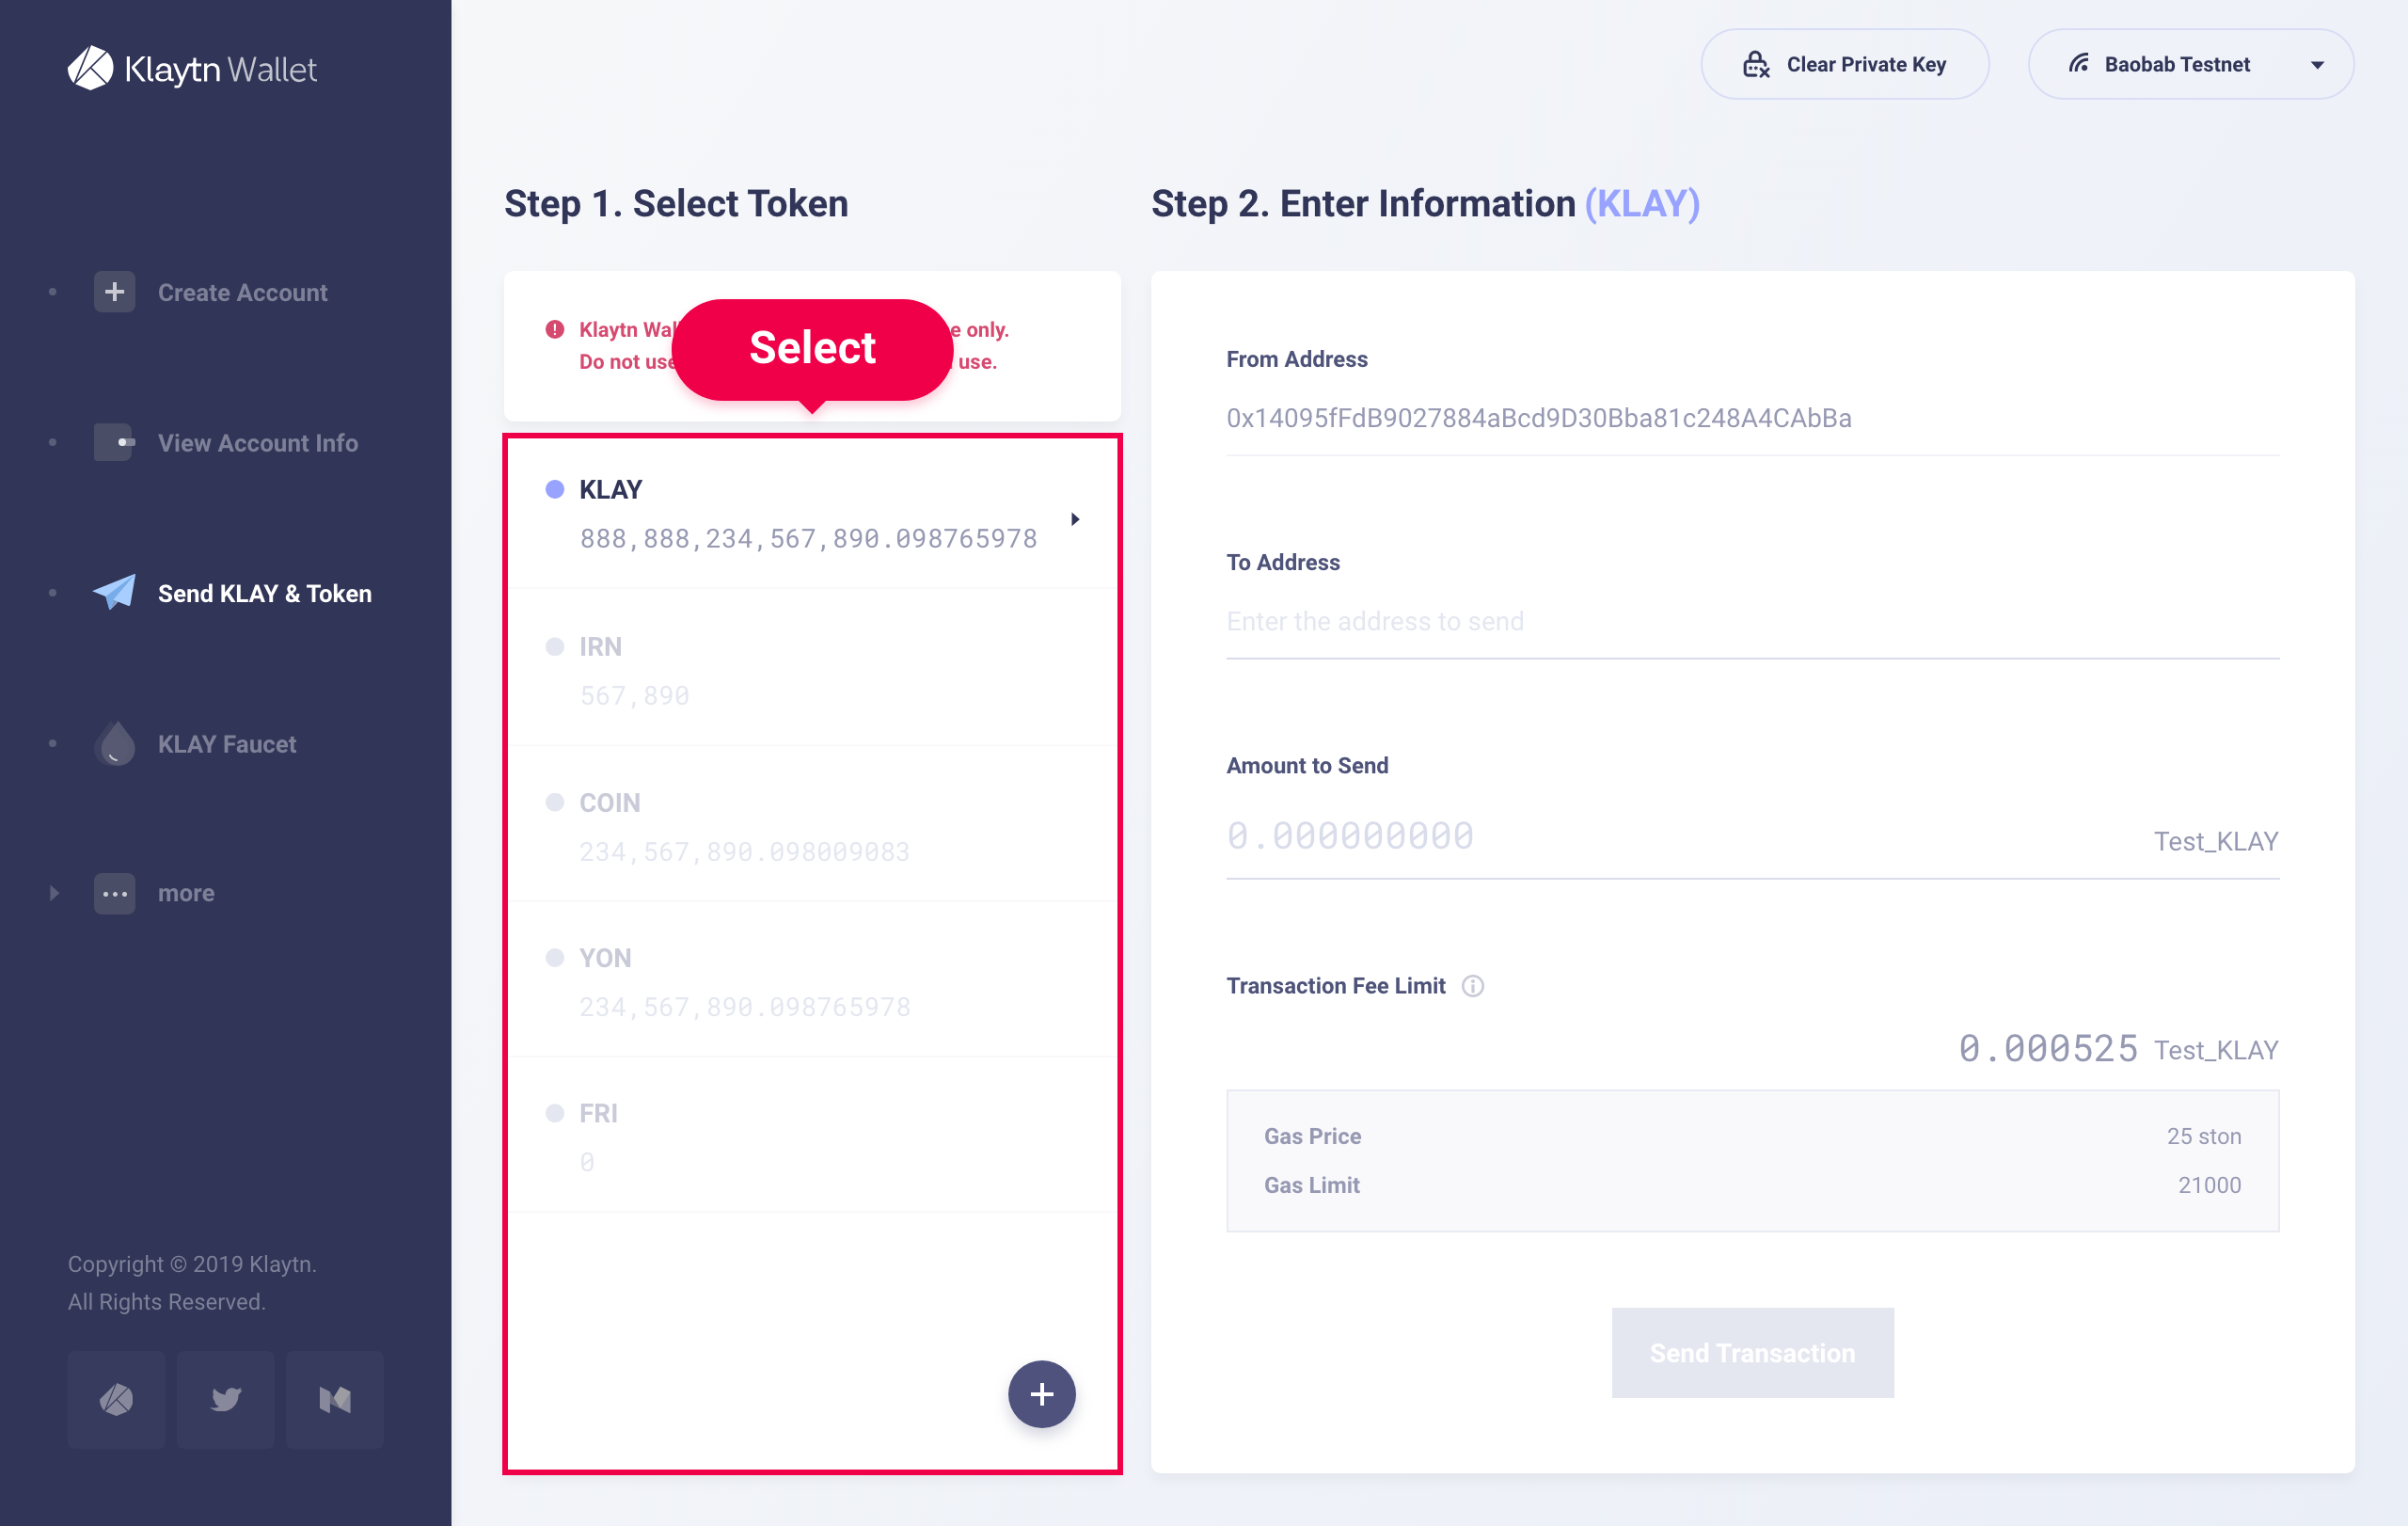 Klaytn Wallet
Create Account
View Account Info
Send KLAY & Token
KLAY Faucet
more
Copyright © 2019 Klaytn.
All Rights Reserved.
Clear Private Key
Baobab Testnet
Step 1. Select Token
Klaytn e only.
Do not use use.
Select
KLAY
888,888,234,567,890.098765978
IRN
567,890
COIN
234,567,890.098009083
YON
234,567,890.098765978
FRI
0
Step 2. Enter Information (KLAY)
From Address
0x14095fFdB9027884aBcd9D30Bba81c248A4CAbBa
To Address
Enter the address to send
Amount to Send
0.000000000 Test_KLAY
Transaction Fee Limit
0.000525 Test_KLAY
Gas Price 25 ston
Gas Limit 21000
Send Transaction